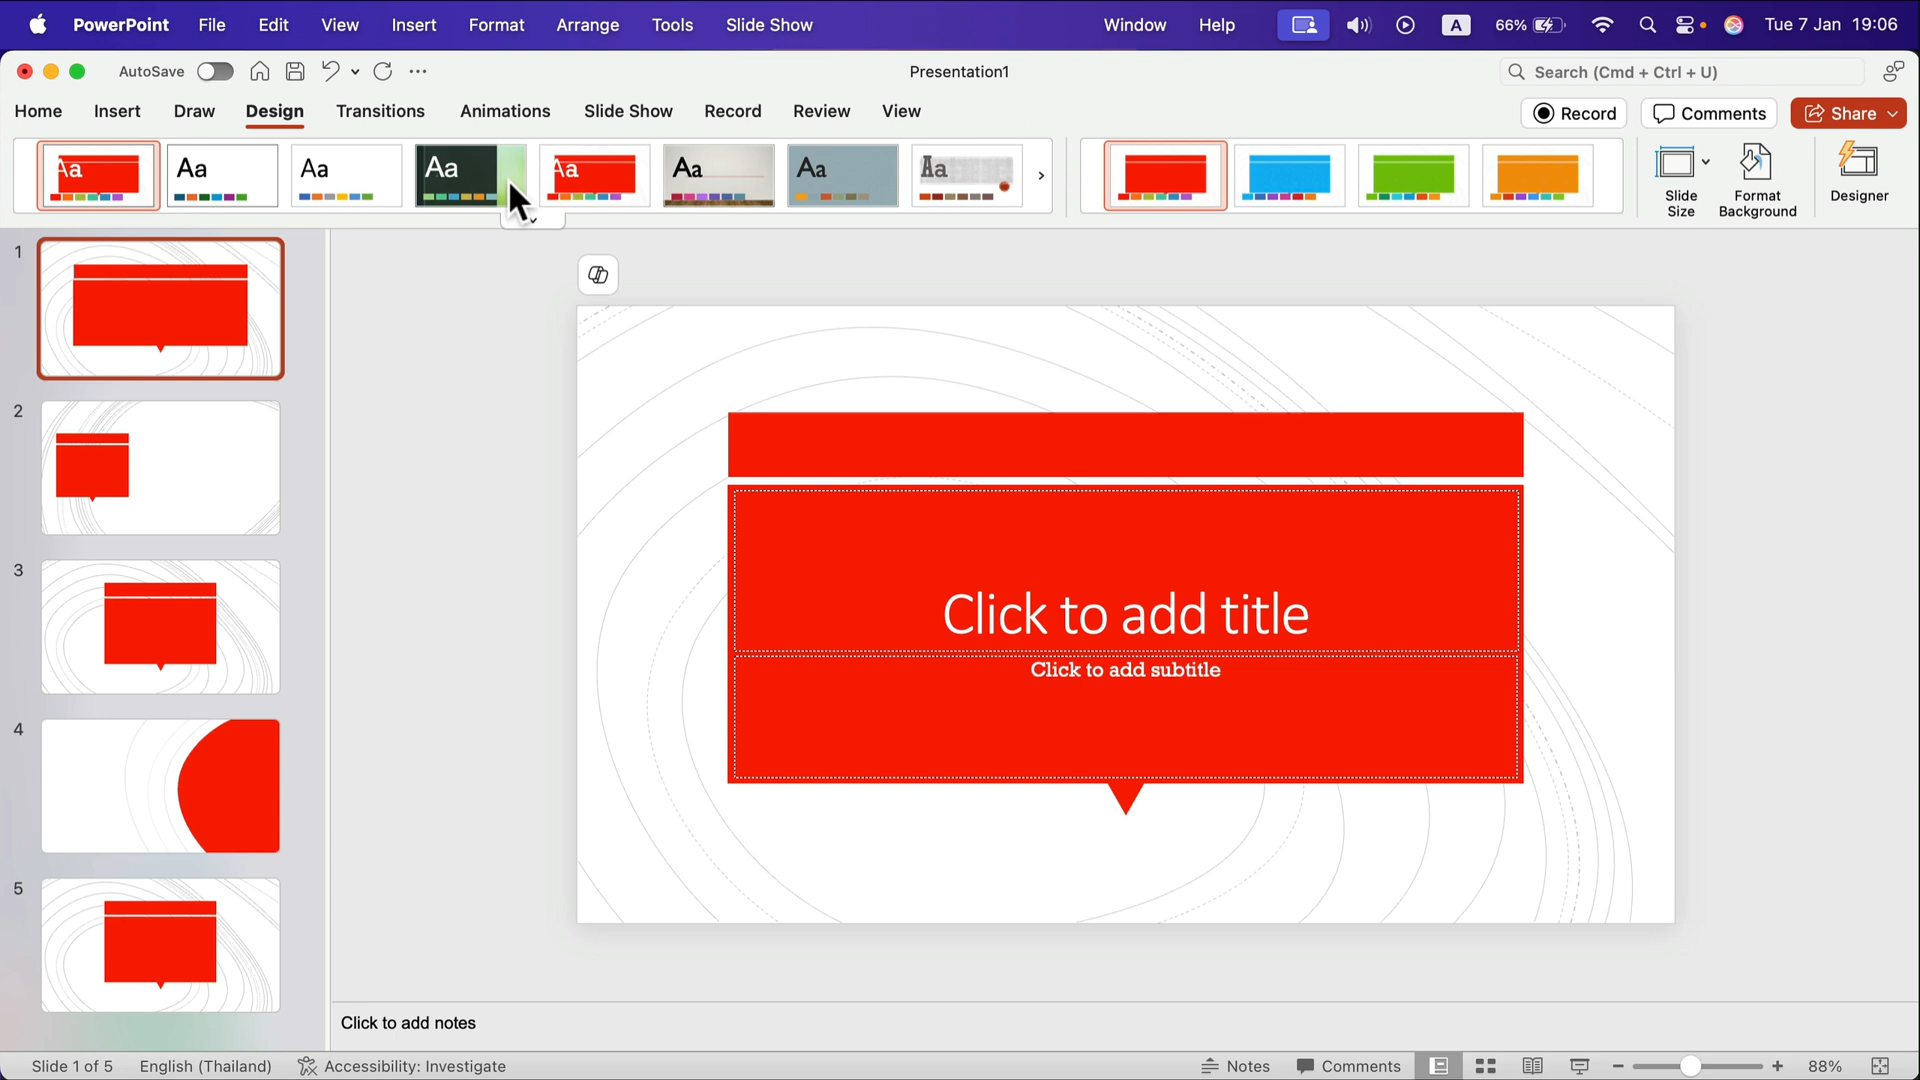 PowerPoint File Edit View Insert Format Arrange Tools Slide Show Window Help A 66% Tue 7 Jan 19:06
AutoSave Presentation1 Search (Cmd + Ctrl + U)
Home Insert Draw Design Transitions Animations Slide Show Record Review View Record Comments Share
Aa Aa Aa Aa Aa Aa Aa Aa
Slide Size
Format Background
Designer
1
2
3
4
5
Click to add title
Click to add subtitle
Click to add notes
Slide 1 of 5 English (Thailand) Accessibility: Investigate Notes Comments 88%